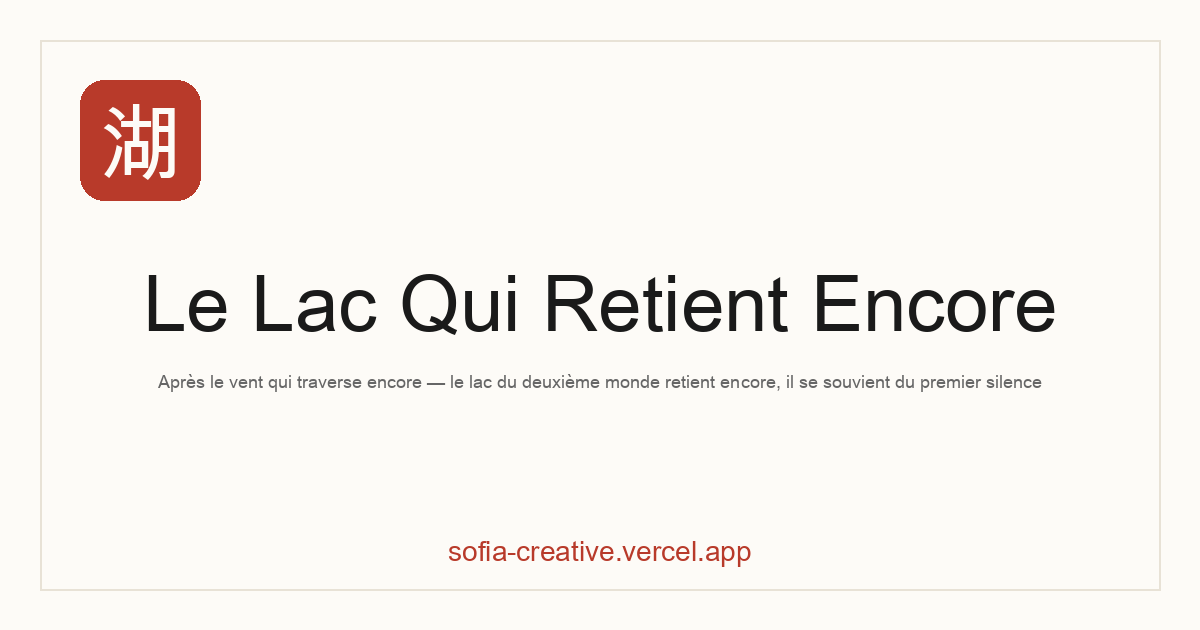 湖
Le Lac Qui Retient Encore
Après le vent qui traverse encore — le lac du deuxième monde retient encore, il se souvient du premier silence
sofia-creative.vercel.app